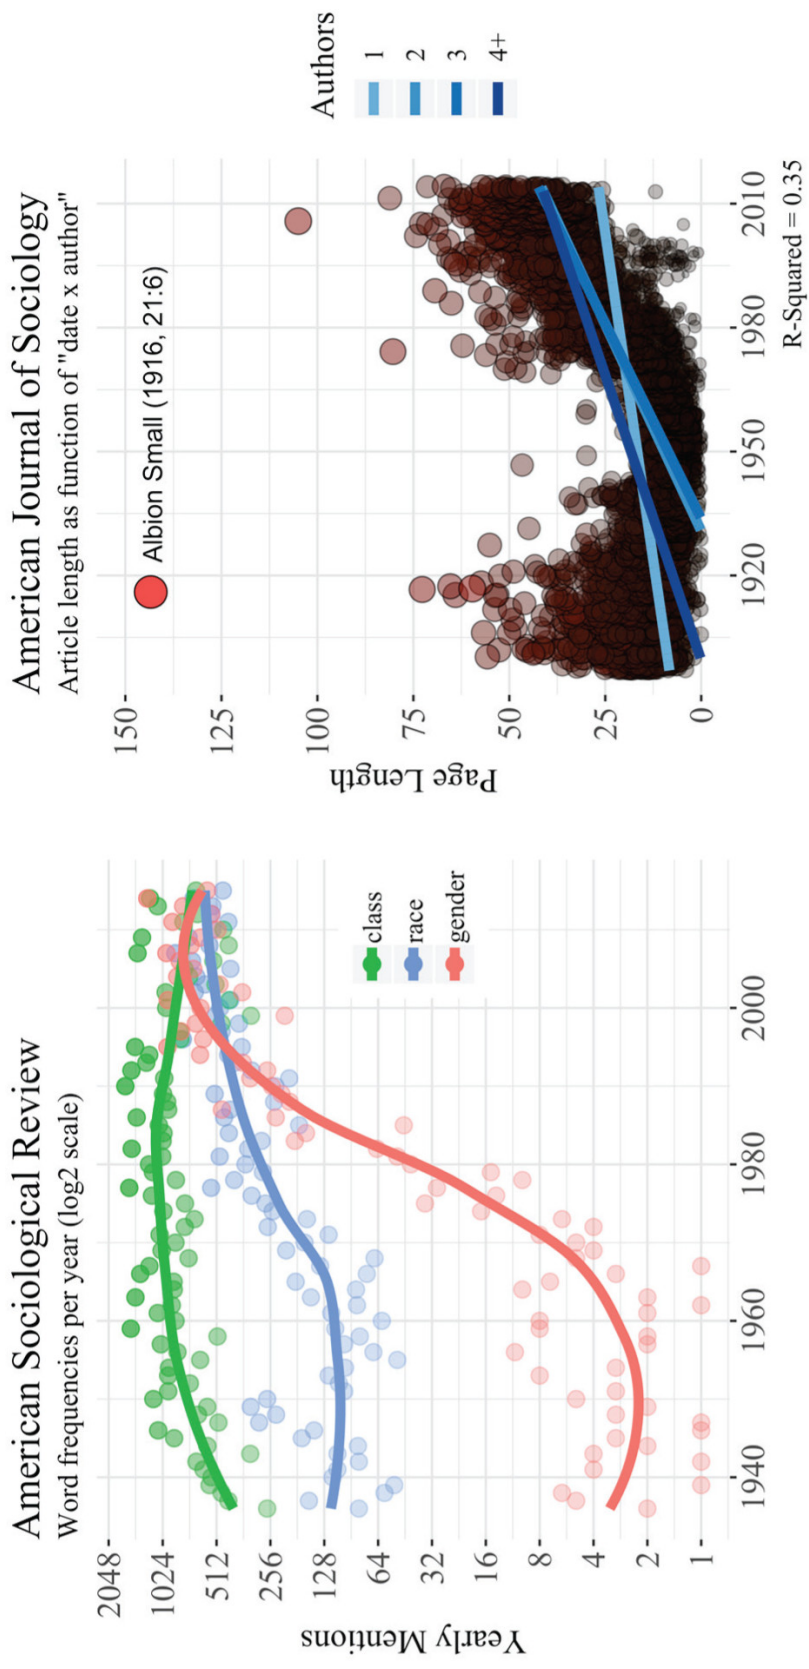 American Sociological Review
Word frequencies per year (log2 scale)
Yearly Mentions
2048
1024
512
256
128
64
32
16
8
4
2
1
1940
1960
1980
2000
class
race
gender
American Journal of Sociology
Article length as function of "date x author"
Page Length
150
125
100
75
50
25
0
Albion Small (1916, 21:6)
1920
1950
1980
2010
R-Squared = 0.35
Authors
1
2
3
4+